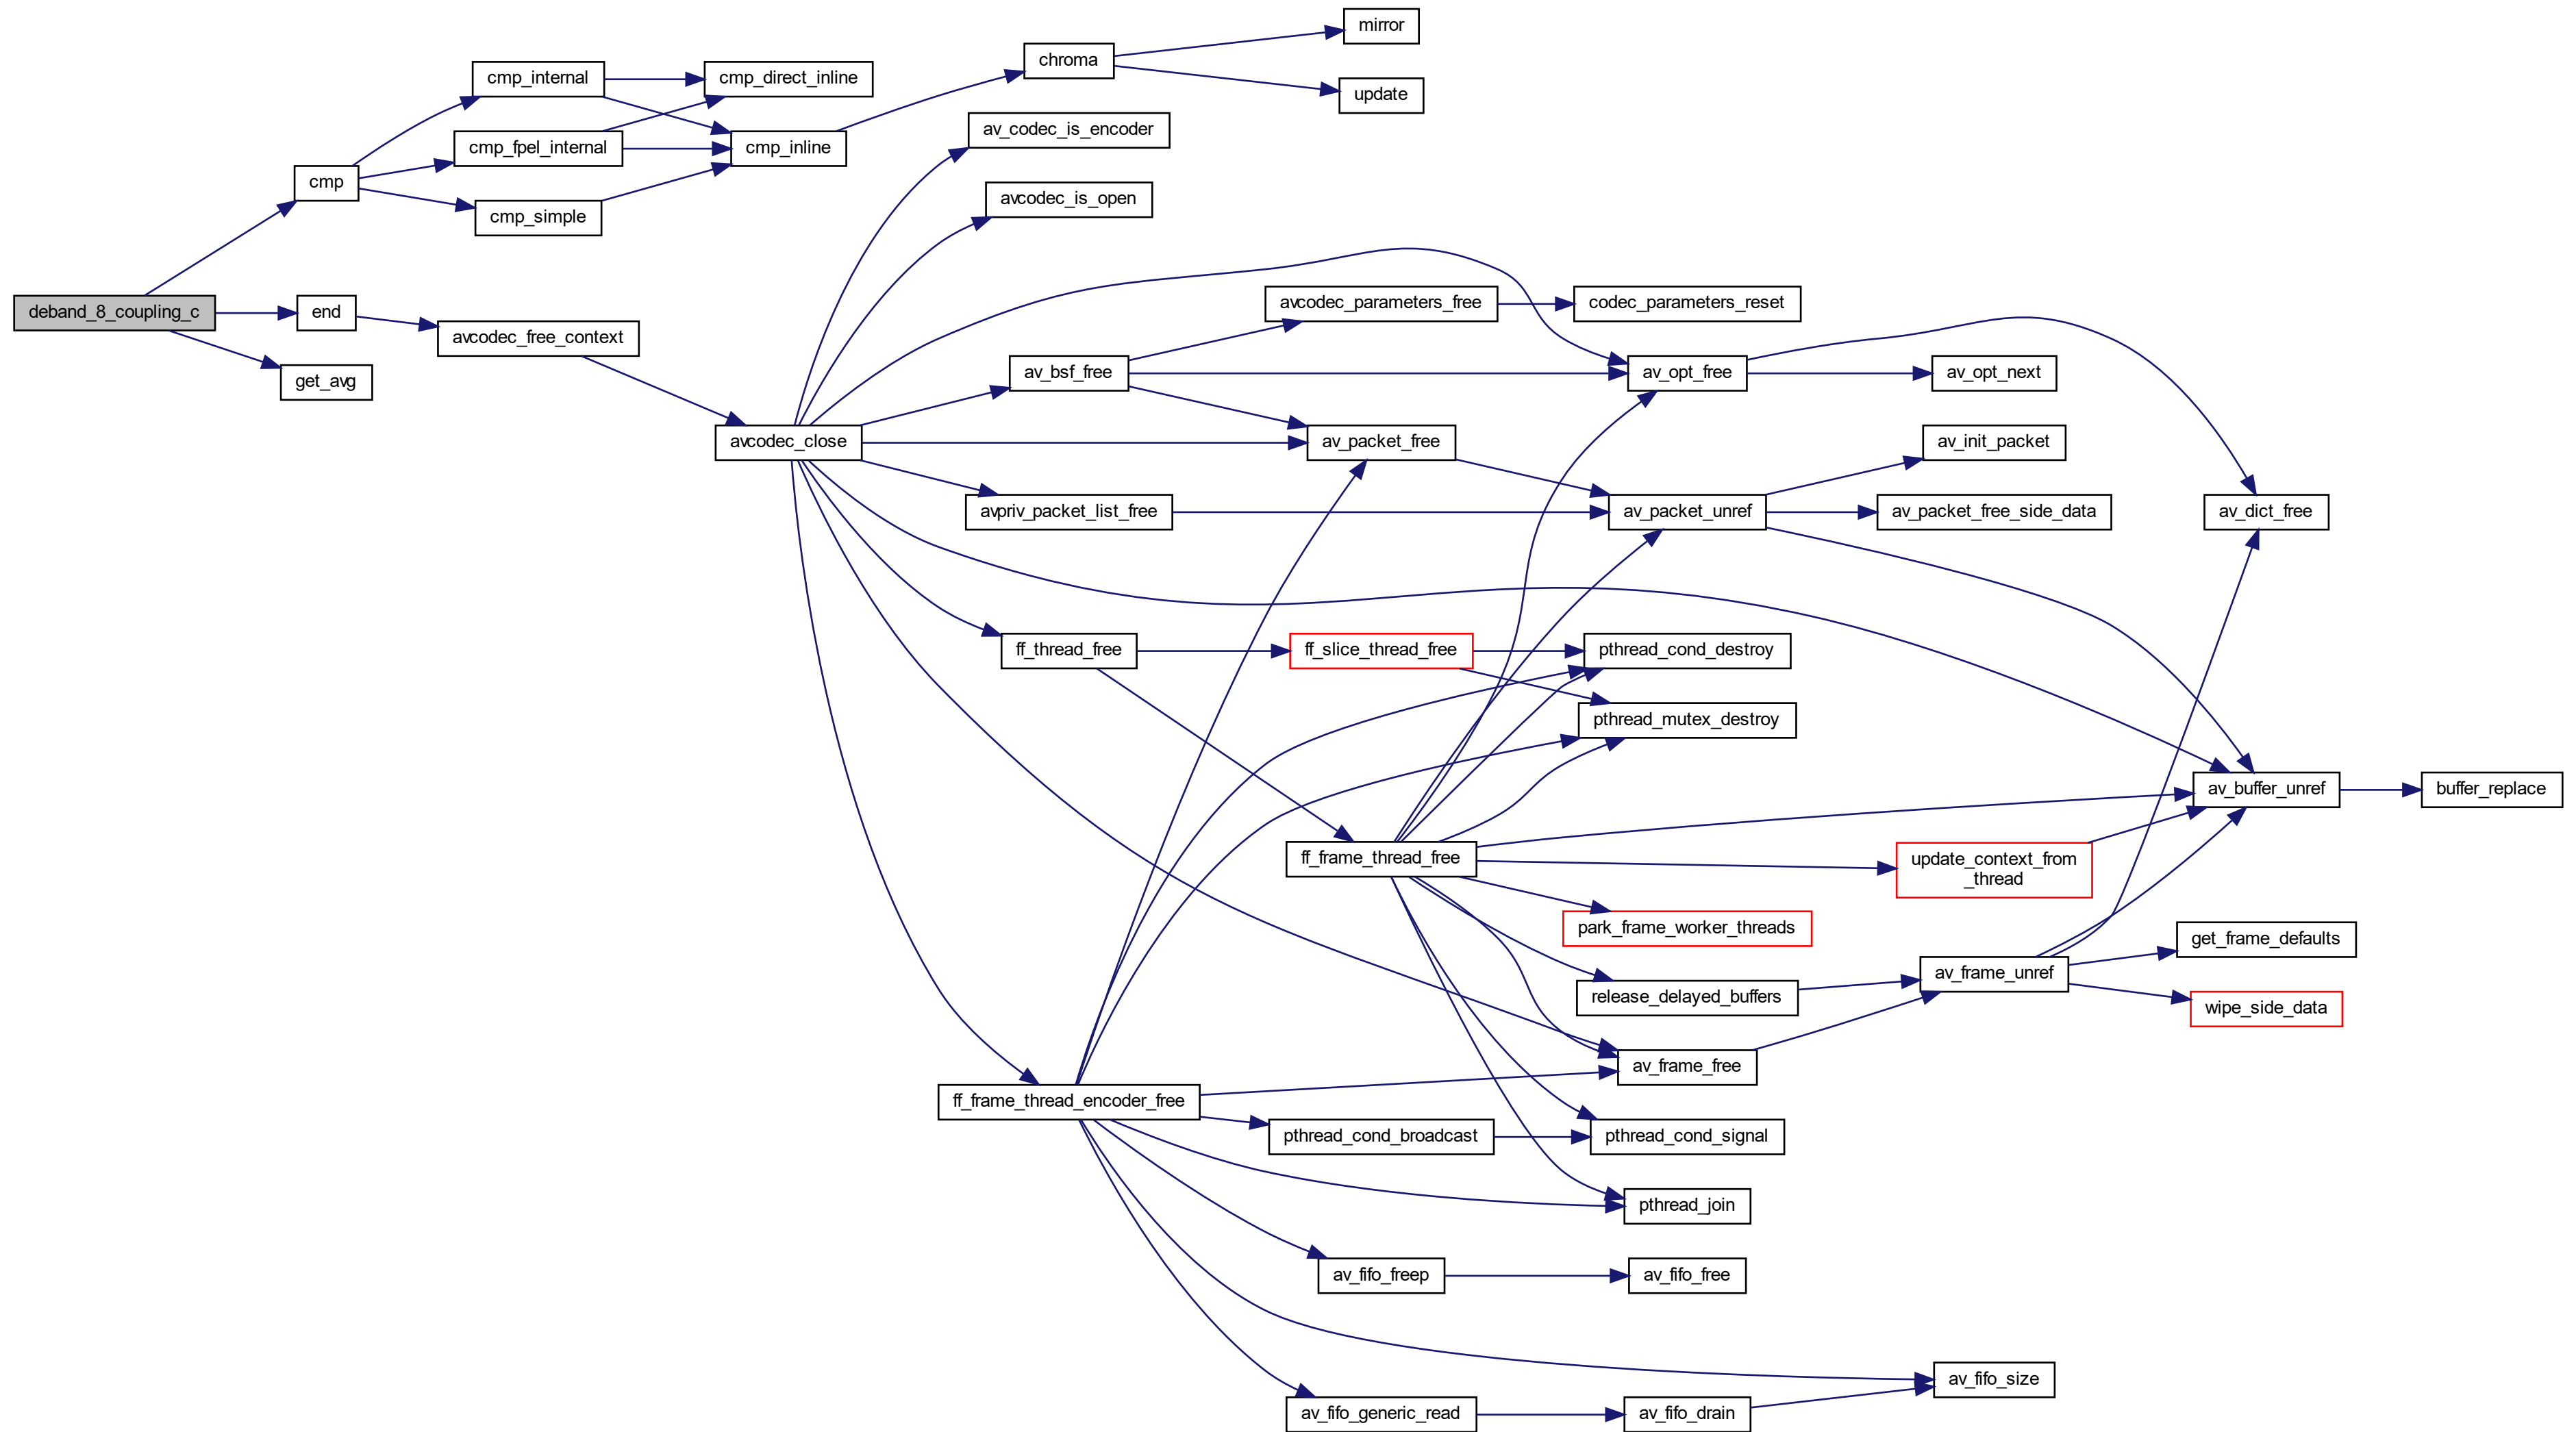 mirror
chroma
cmp_internal
cmp_direct_inline
update
av_codec_is_encoder
cmp_fpel_internal
cmp_inline
cmp
avcodec_is_open
cmp_simple
avcodec_parameters_free
codec_parameters_reset
deband_8_coupling_c
end
avcodec_free_context
get_avg
av_bsf_free
av_opt_free
av_opt_next
avcodec_close
av_packet_free
av_init_packet
avpriv_packet_list_free
av_packet_unref
av_packet_free_side_data
av_dict_free
ff_thread_free
ff_slice_thread_free
pthread_cond_destroy
pthread_mutex_destroy
av_buffer_unref
buffer_replace
ff_frame_thread_free
update_context_from
_thread
park_frame_worker_threads
get_frame_defaults
av_frame_unref
release_delayed_buffers
wipe_side_data
av_frame_free
ff_frame_thread_encoder_free
pthread_cond_broadcast
pthread_cond_signal
pthread_join
av_fifo_freep
av_fifo_free
av_fifo_size
av_fifo_generic_read
av_fifo_drain